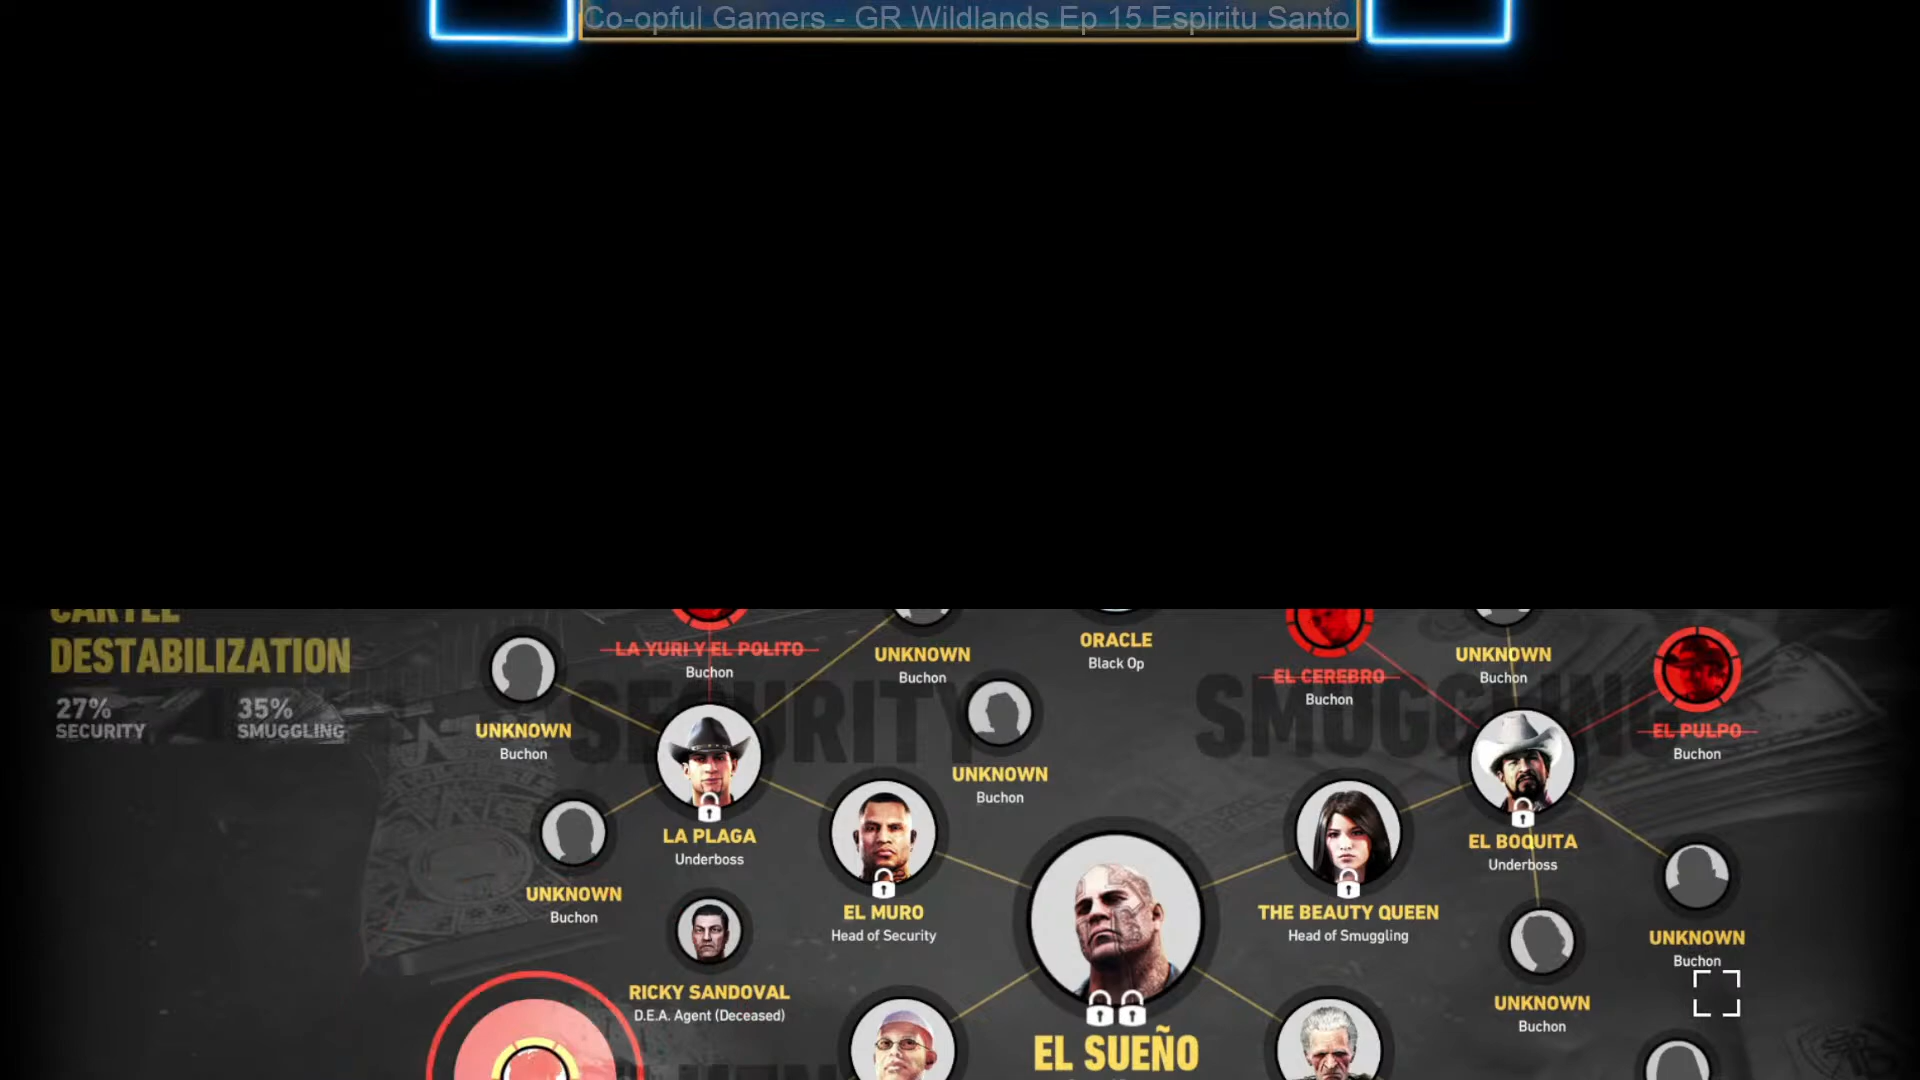 Co-opful Gamers - GR Wildlands Ep 15 Espiritu Santo
CARTEL
DESTABILIZATION
27%
SECURITY
35%
SMUGGLING
SECURITY
SMUGGLING
LA YURI Y EL POLITO
Buchon
UNKNOWN
Buchon
ORACLE
Black Op
EL CEREBRO
Buchon
UNKNOWN
Buchon
EL PULPO
Buchon
UNKNOWN
Buchon
UNKNOWN
Buchon
LA PLAGA
Underboss
EL BOQUITA
Underboss
UNKNOWN
Buchon
EL MURO
Head of Security
THE BEAUTY QUEEN
Head of Smuggling
UNKNOWN
Buchon
RICKY SANDOVAL
D.E.A. Agent (Deceased)
UNKNOWN
Buchon
EL SUEÑO